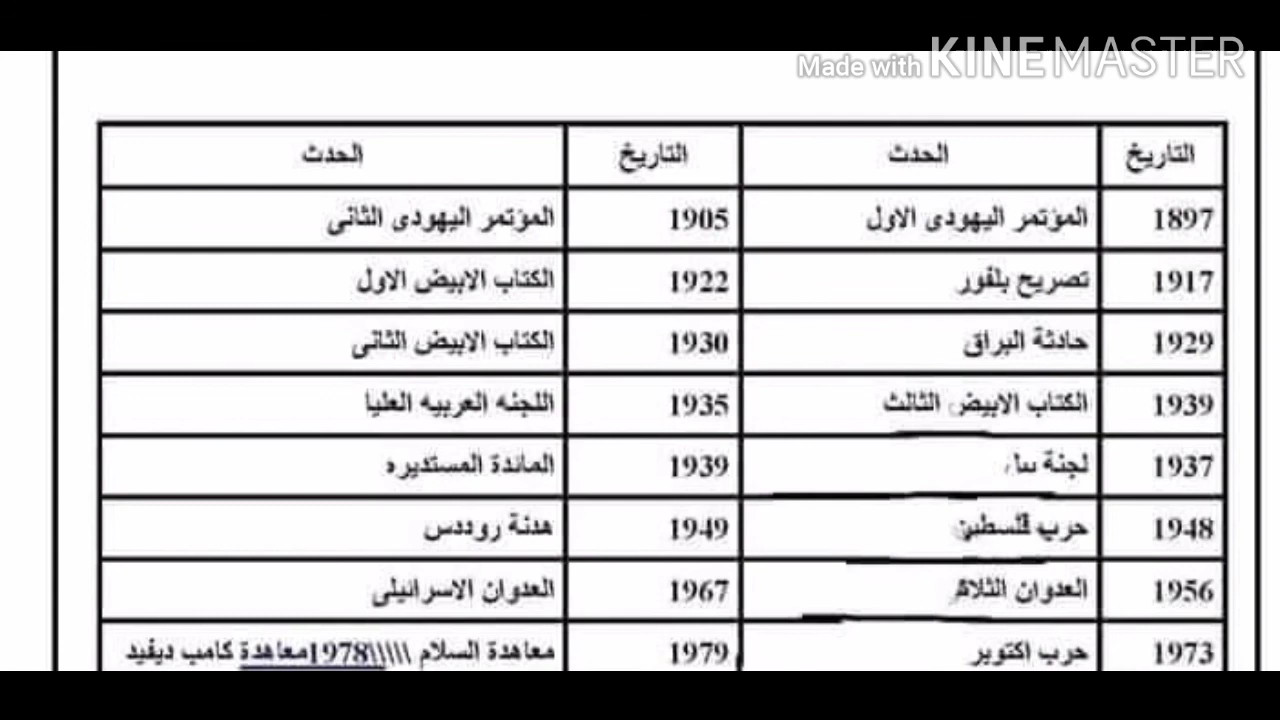 Made with KINEMASTER
التاريخ الحدث التاريخ الحدث
1897 المؤتمر اليهودى الاول 1905 المؤتمر اليهودى الثانى
1917 تصريح بلفور 1922 الكتاب الابيض الاول
1929 حادثة البراق 1930 الكتاب الابيض الثانى
1939 الكتاب الابيض الثالث 1935 اللجنه العربيه العليا
1937 لجنة 1939 المائدة المستديره
1948 حرب فلسطين 1949 هدنة روددس
1956 العدوان 1967 العدوان الاسرائيلى
1973 حرب اكتوبر 1979 معاهدة السلام \\\\\1978معاهدة كامب ديفيد